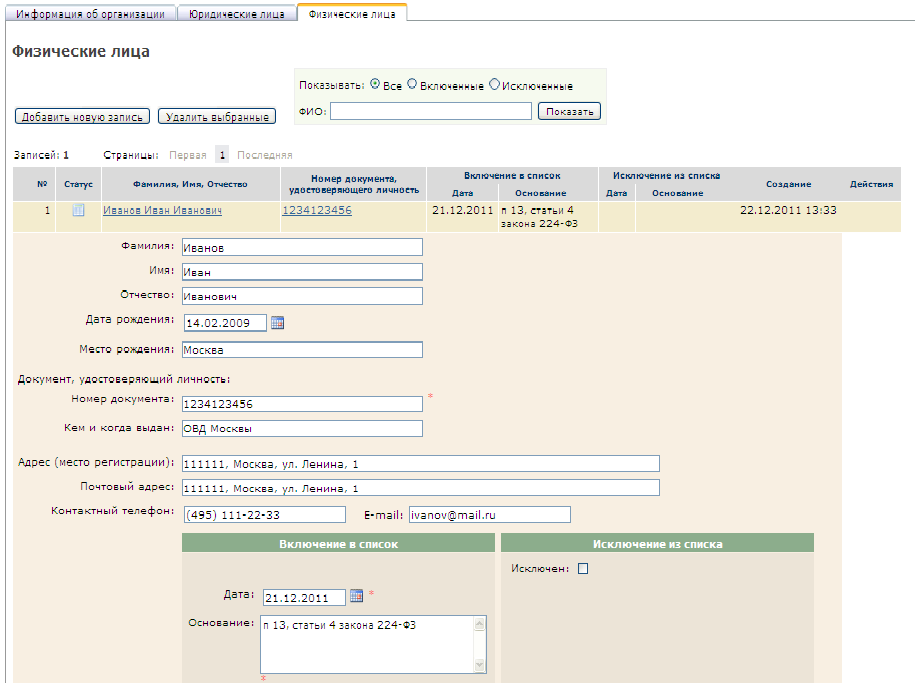 Информация об организации Юридические лица Физические лица
Физические лица
Показывать: Все Включенные Исключенные
ФИО: Показать
Добавить новую запись Удалить выбранные
Записей: 1 Страницы: Первая 1 Последняя
№ Статус Фамилия, Имя, Отчество Номер документа, удостоверяющего личность Включение в список Исключение из списка Создание Действия
Дата Основание Дата Основание
1 Иванов Иван Иванович 1234123456 21.12.2011 п 13, статьи 4 22.12.2011 13:33
закона 224-ФЗ
Фамилия: Иванов
Имя: Иван
Отчество: Иванович
Дата рождения: 14.02.2009
Место рождения: Москва
Документ, удостоверяющий личность:
Номер документа: 1234123456 *
Кем и когда выдан: ОВД Москвы
Адрес (место регистрации): 111111, Москва, ул. Ленина, 1
Почтовый адрес: 111111, Москва, ул. Ленина, 1
Контактный телефон: (495) 111-22-33 E-mail: ivanov@mail.ru
Включение в список Исключение из списка
Исключен:
Дата: 21.12.2011 *
Основание: п 13, статьи 4 закона 224-ФЗ
*